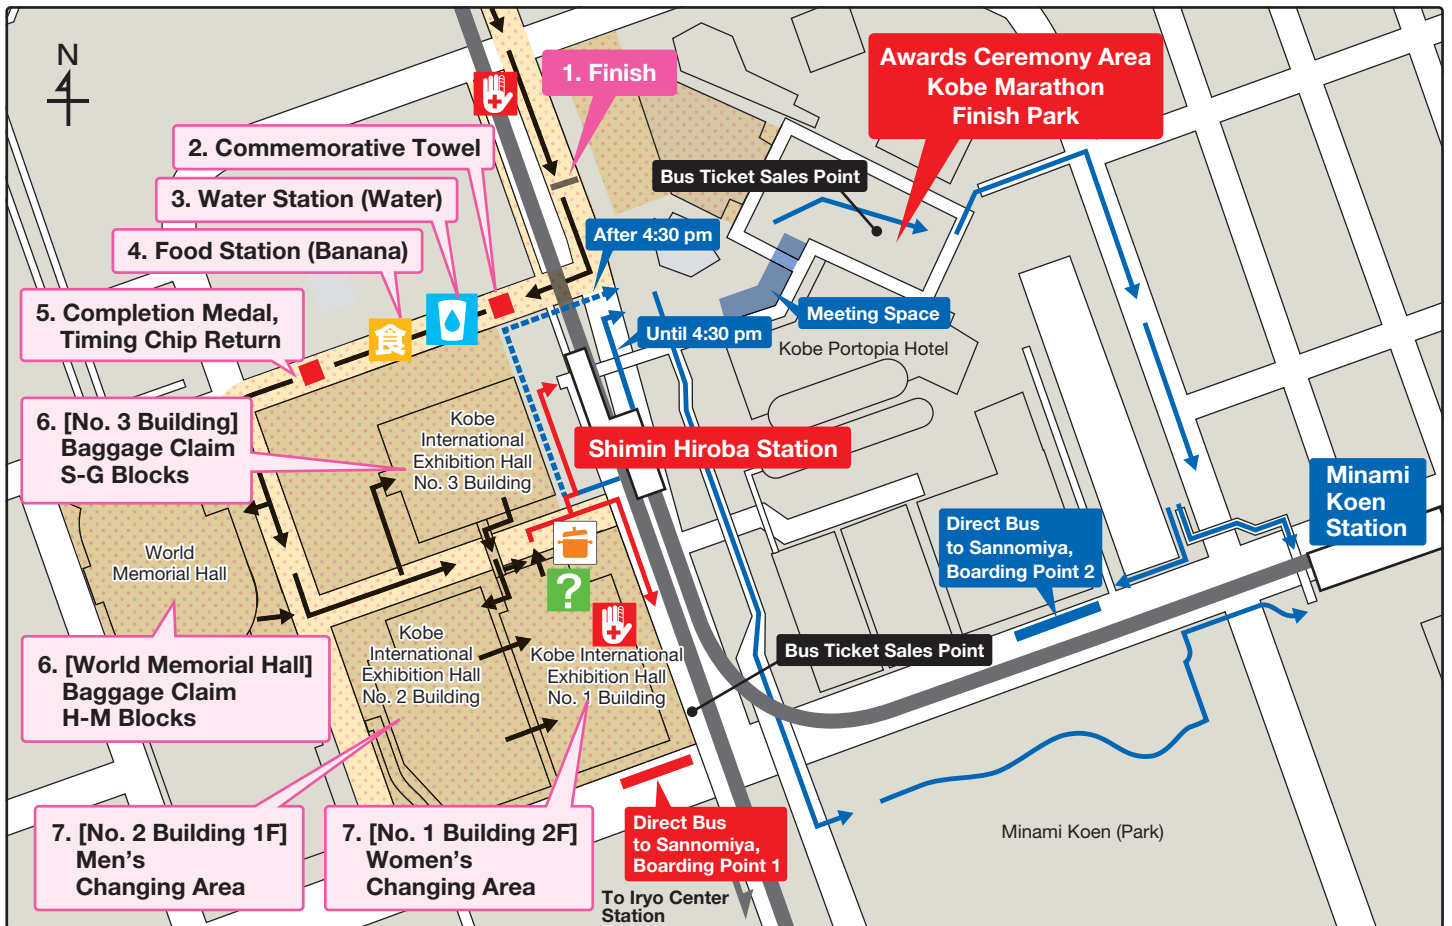 N
1. Finish
Awards Ceremony Area
Kobe Marathon
Finish Park
2. Commemorative Towel
Bus Ticket Sales Point
3. Water Station (Water)
After 4:30 pm
4. Food Station (Banana)
5. Completion Medal,
Timing Chip Return
食
Meeting Space
Until 4:30 pm
Kobe Portopia Hotel
6. [No. 3 Building]
Baggage Claim
S-G Blocks
Kobe
International
Exhibition Hall
No. 3 Building
Shimin Hiroba Station
Minami
Koen
Station
Direct Bus
to Sannomiya,
Boarding Point 2
World
Memorial Hall
?
Kobe
International
Exhibition Hall
No. 2 Building
Kobe International
Exhibition Hall
No. 1 Building
Bus Ticket Sales Point
6. [World Memorial Hall]
Baggage Claim
H-M Blocks
7. [No. 2 Building 1F]
Men's
Changing Area
7. [No. 1 Building 2F]
Women's
Changing Area
Direct Bus
to Sannomiya,
Boarding Point 1
Minami Koen (Park)
To Iryo Center
Station